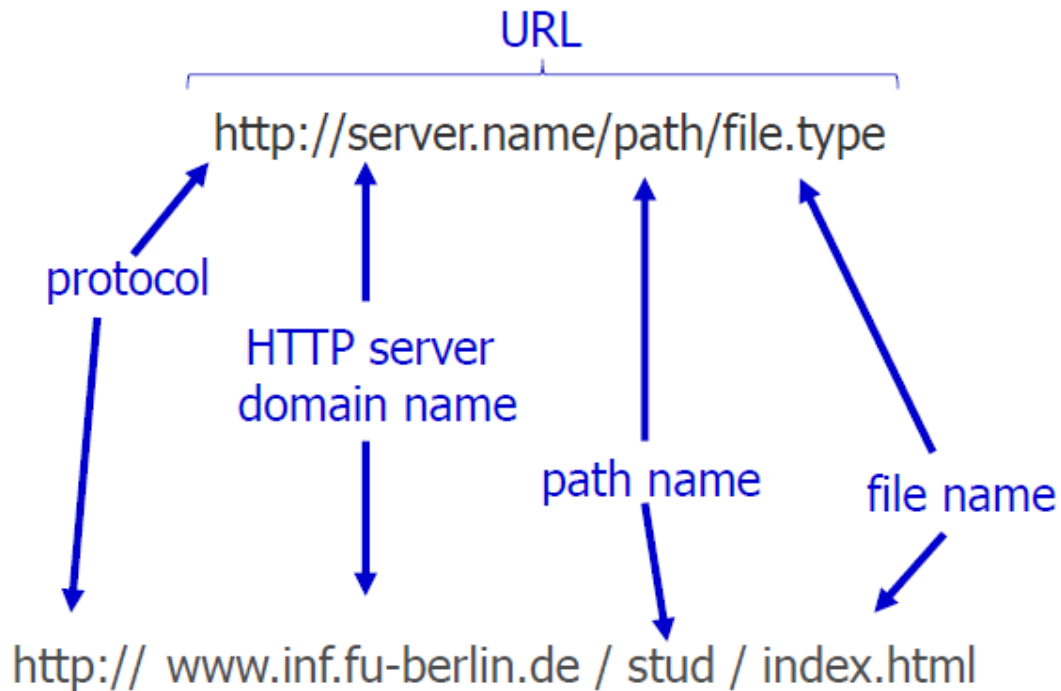 URL
http://server.name/path/file.type
protocol
HTTP server
domain name
path name
file name
http:// www.inf.fu-berlin.de / stud / index.html